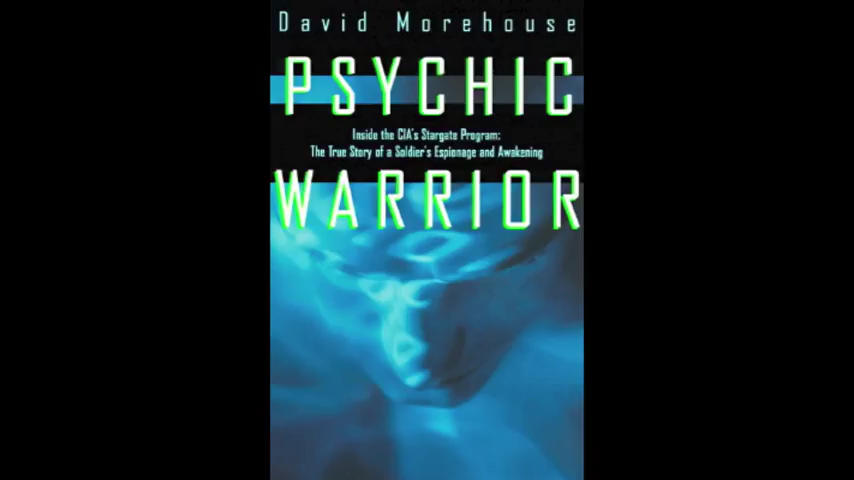 David Morehouse
PSYCHIC
Inside the CIA's Stargate Program:
The True Story of a Soldier's Espionage and Awakening
WARRIOR